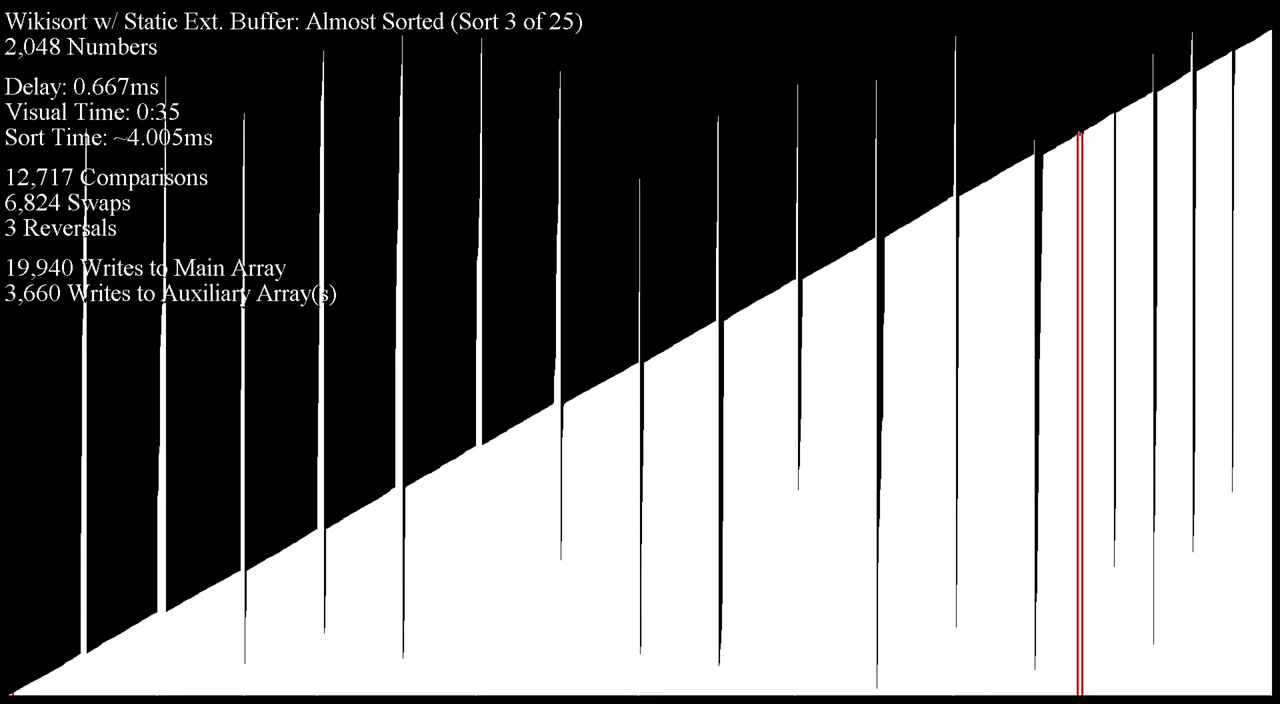 Wikisort w/ Static Ext. Buffer: Almost Sorted (Sort 3 of 25)
2,048 Numbers
Delay: 0.667ms
Visual Time: 0:35
Sort Time: ~4.005ms
12,717 Comparisons
6,824 Swaps
3 Reversals
19,940 Writes to Main Array
3,660 Writes to Auxiliary Array(s)